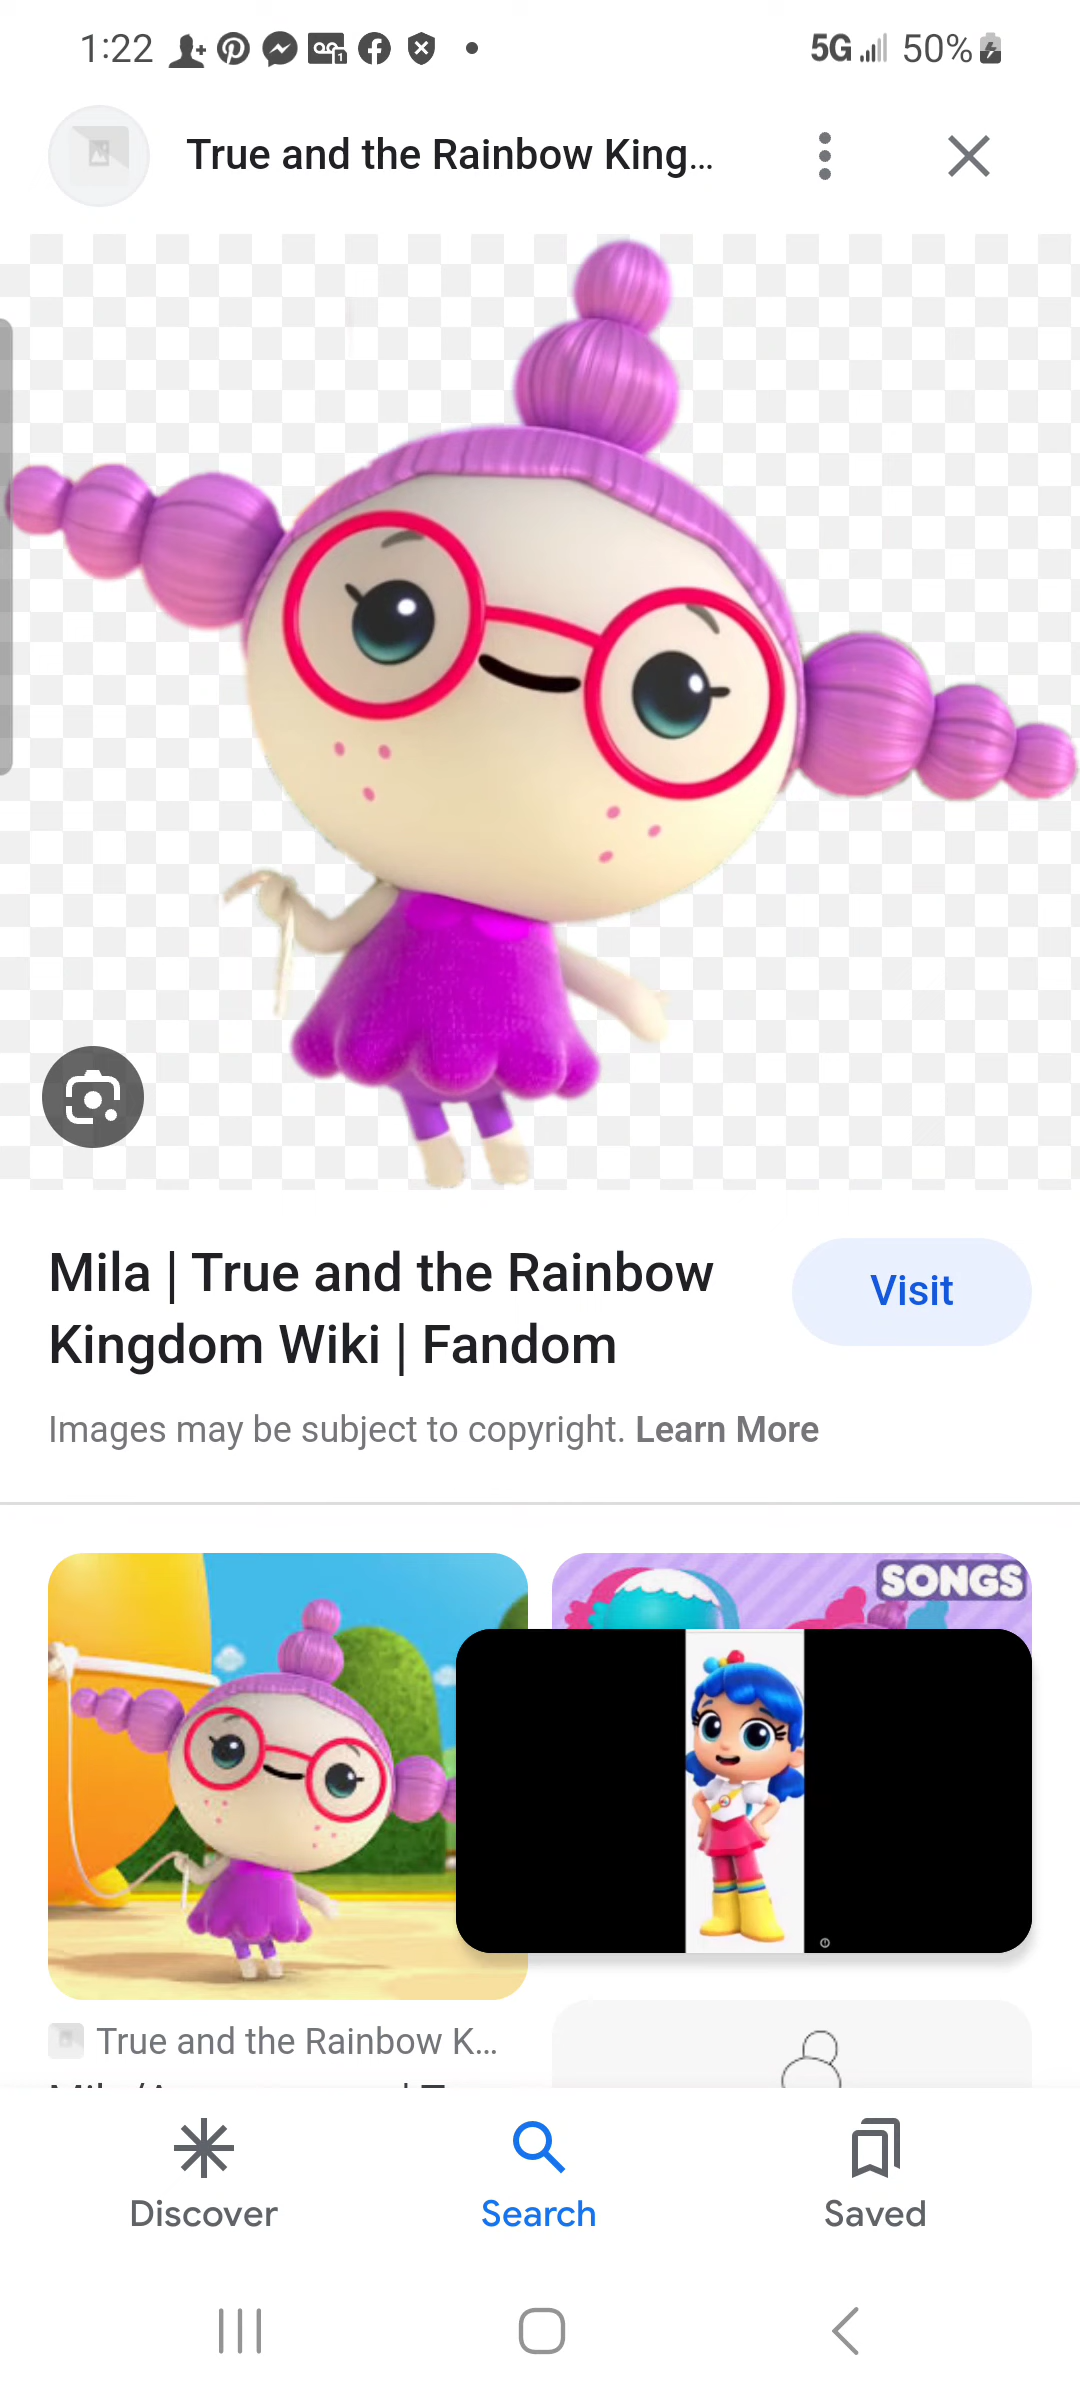 1:22
5G 50%
True and the Rainbow King...
Mila | True and the Rainbow
Kingdom Wiki | Fandom
Visit
Images may be subject to copyright. Learn More
SONGS
True and the Rainbow K...
Discover
Search
Saved